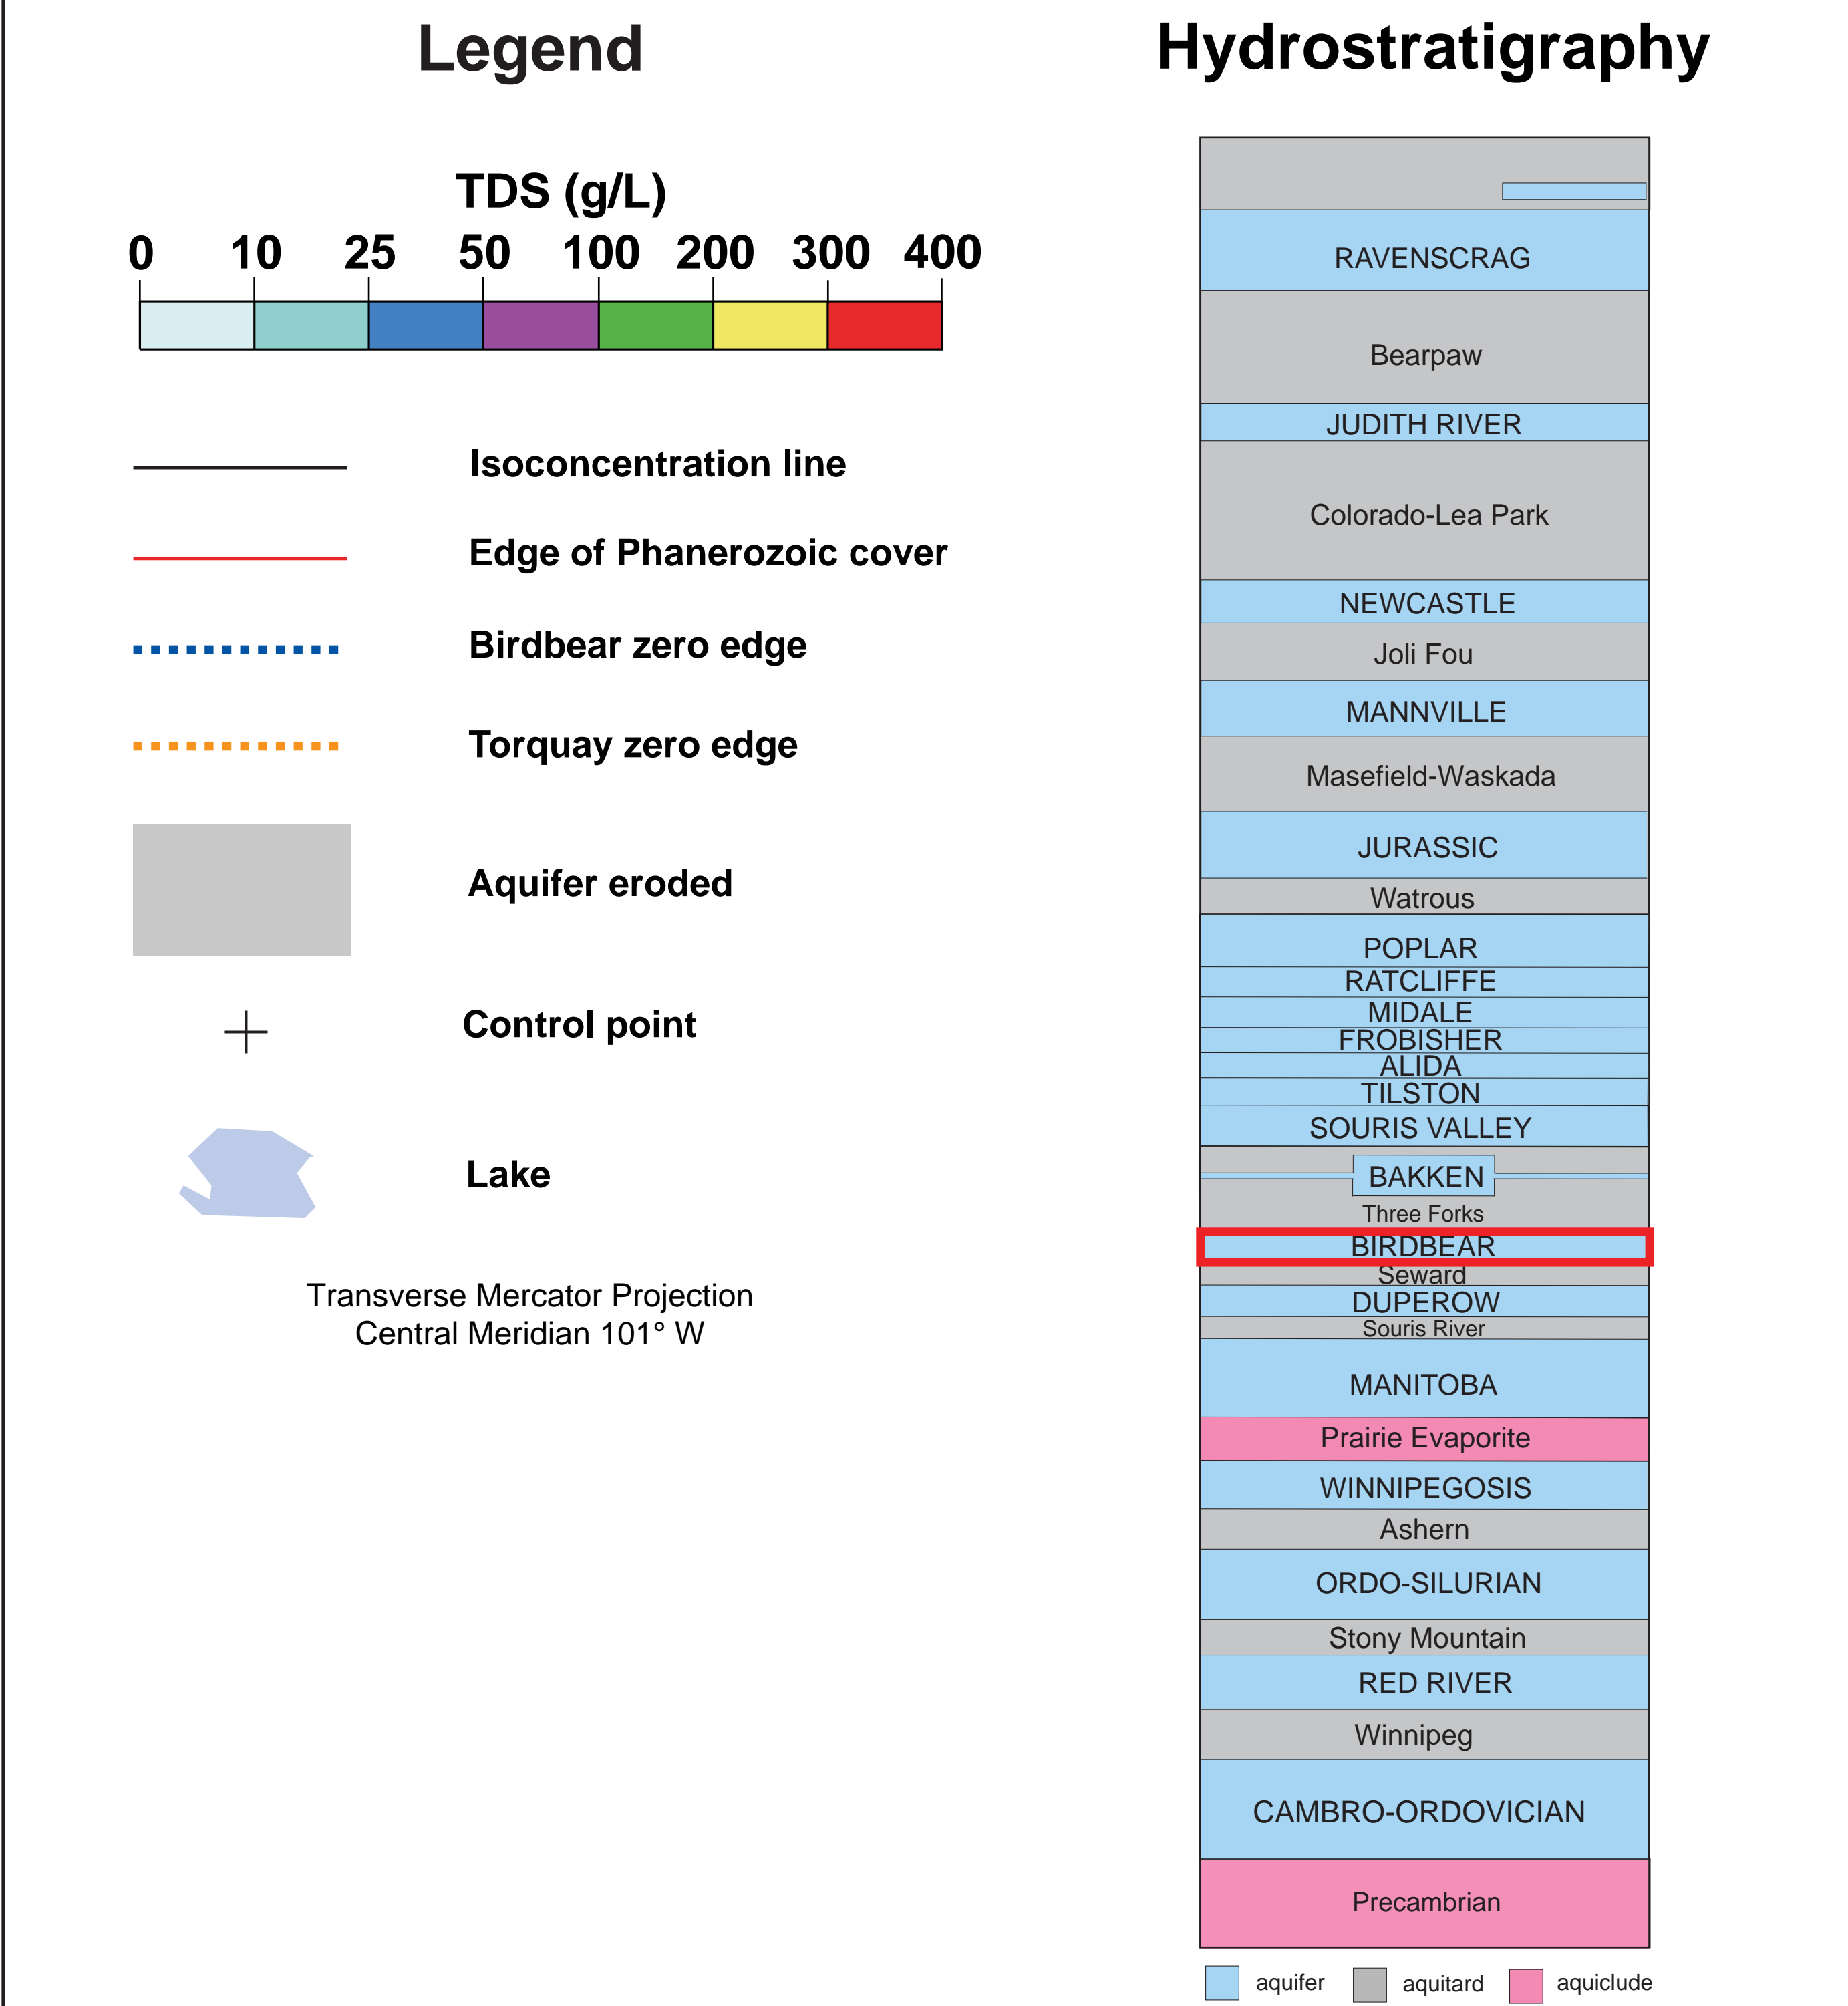 Legend
TDS (g/L)
0 10 25 50 100 200 300 400
Isoconcentration line
Edge of Phanerozoic cover
Birdbear zero edge
Torquay zero edge
Aquifer eroded
Control point
Lake
Transverse Mercator Projection
Central Meridian 101° W
Hydrostratigraphy
RAVENSCRAG
Bearpaw
JUDITH RIVER
Colorado-Lea Park
NEWCASTLE
Joli Fou
MANNVILLE
Masefield-Waskada
JURASSIC
Watrous
POPLAR
RATCLIFFE
MIDALE
FROBISHER
ALIDA
TILSTON
SOURIS VALLEY
BAKKEN
Three Forks
BIRDBEAR
Seward
DUPEROW
Souris River
MANITOBA
Prairie Evaporite
WINNIPEGOSIS
Ashern
ORDO-SILURIAN
Stony Mountain
RED RIVER
Winnipeg
CAMBRO-ORDOVICIAN
Precambrian
aquifer aquitard aquiclude